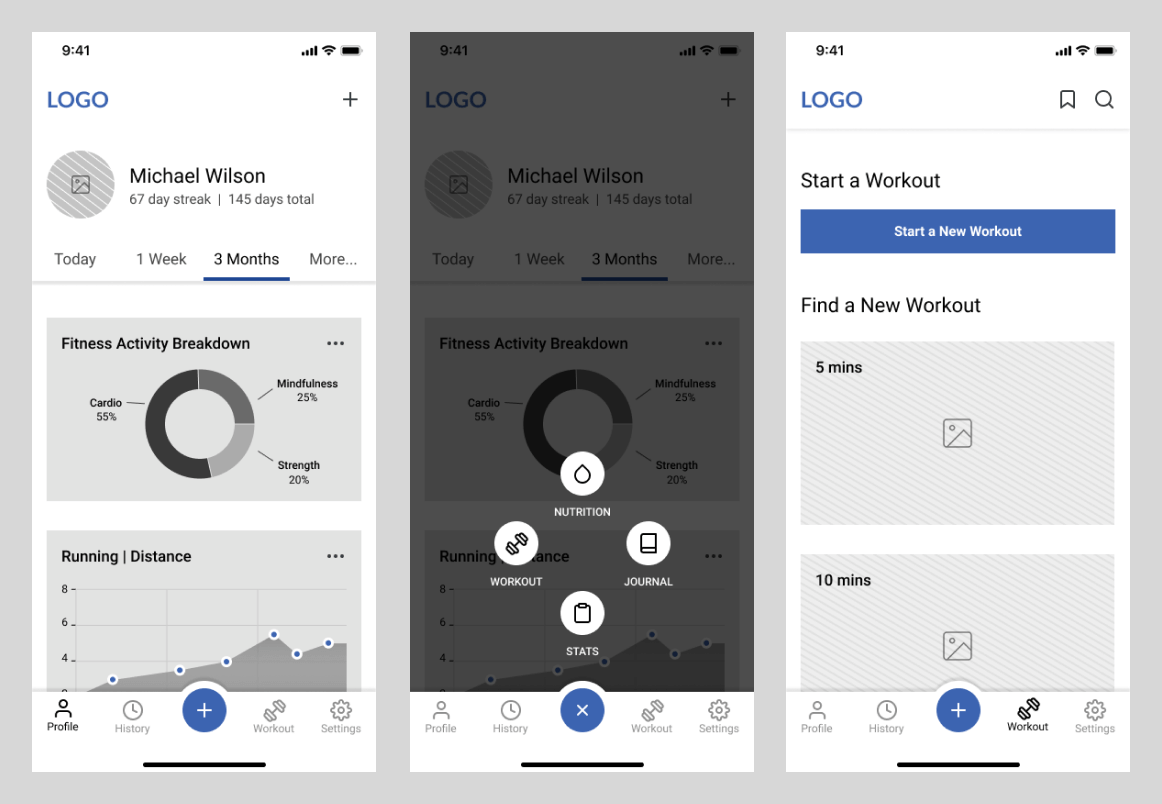 9:41
LOGO
Michael Wilson
67 day streak | 145 days total
Today 1 Week 3 Months More...
Fitness Activity Breakdown
Mindfulness
25%
Cardio
55%
Strength
20%
Running | Distance
8
6
4
Profile History Workout Settings
9:41
LOGO
Michael Wilson
67 day streak | 145 days total
Today 1 Week 3 Months More...
Fitness Activity Breakdown
Mindfulness
25%
Cardio
55%
Strength
20%
NUTRITION
Running tance
WORKOUT JOURNAL
8
6
STATS
4
Profile History Workout Settings
9:41
LOGO
Start a Workout
Start a New Workout
Find a New Workout
5 mins
10 mins
Profile History Workout Settings